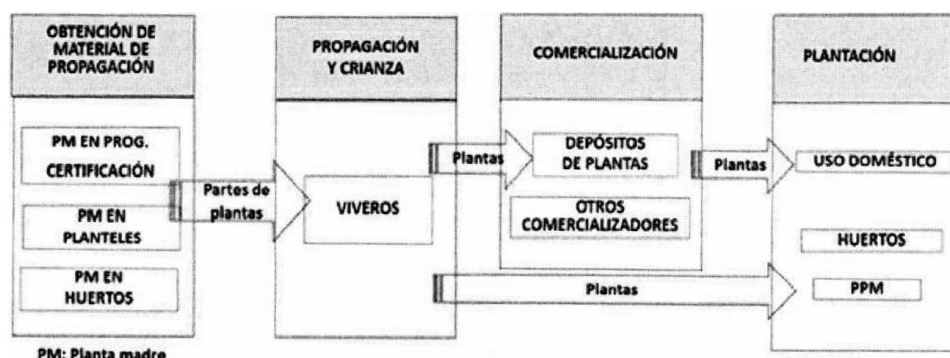 OBTENCIÓN DE
MATERIAL DE
PROPAGACIÓN
PM EN PROG.
CERTIFICACIÓN
PM EN
PLANTELES
PM EN
HUERTOS
PM: Planta madre
Partes de
plantas
PROPAGACIÓN
Y CRIANZA
VIVEROS
Plantas
Plantas
COMERCIALIZACIÓN
DEPÓSITOS
DE PLANTAS
OTROS
COMERCIALIZADORES
Plantas
PLANTACIÓN
USO DOMÉSTICO
HUERTOS
PPM